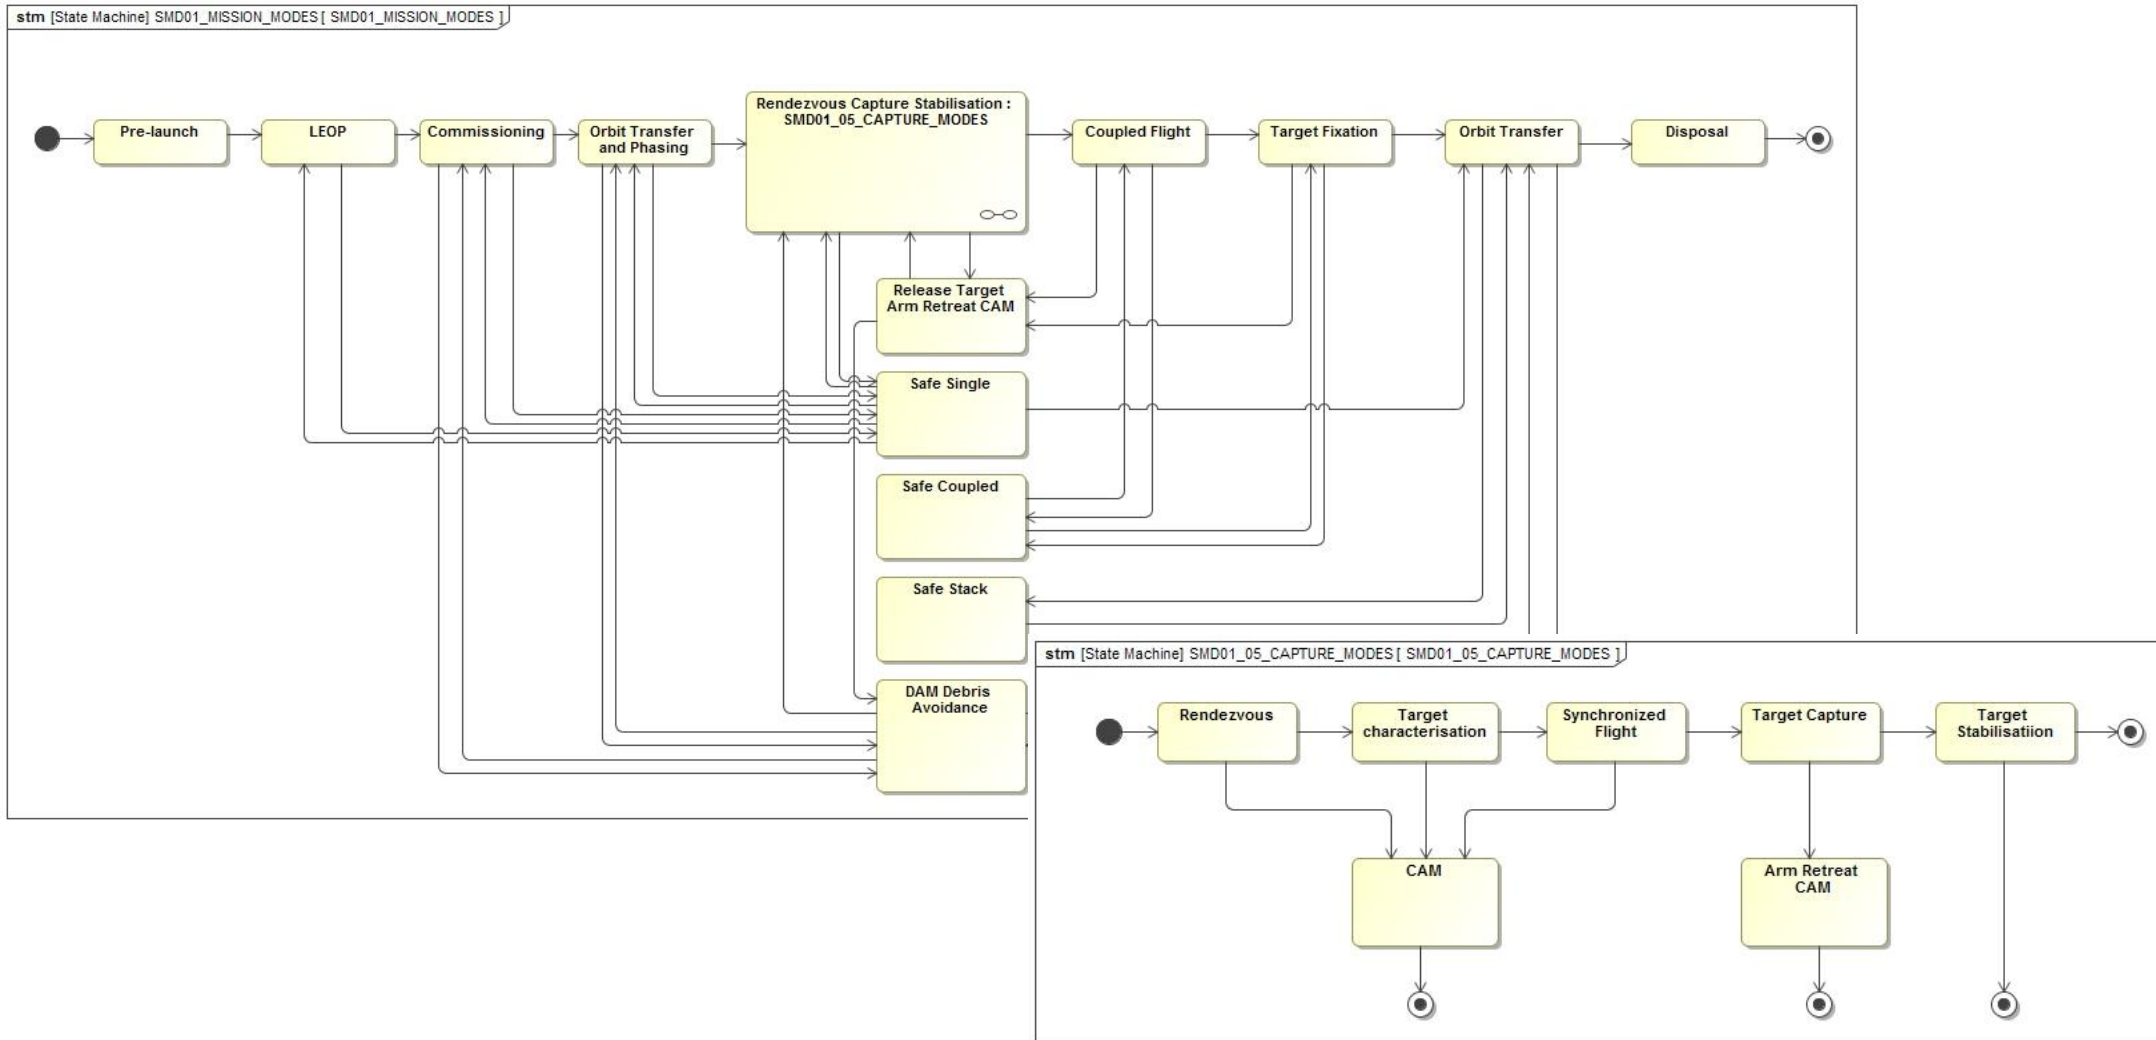 stm [State Machine] SMD01_MISSION_MODES [ SMD01_MISSION_MODES ]
Pre-launch
LEOP
Commissioning
Orbit Transfer
and Phasing
Rendezvous Capture Stabilisation :
SMD01_05_CAPTURE_MODES
Coupled Flight
Target Fixation
Orbit Transfer
Disposal
Release Target
Arm Retreat CAM
Safe Single
Safe Coupled
Safe Stack
DAM Debris
Avoidance
stm [State Machine] SMD01_05_CAPTURE_MODES [ SMD01_05_CAPTURE_MODES ]
Rendezvous
Target
characterisation
Synchronized
Flight
Target Capture
Target
Stabilisatiion
CAM
Arm Retreat
CAM